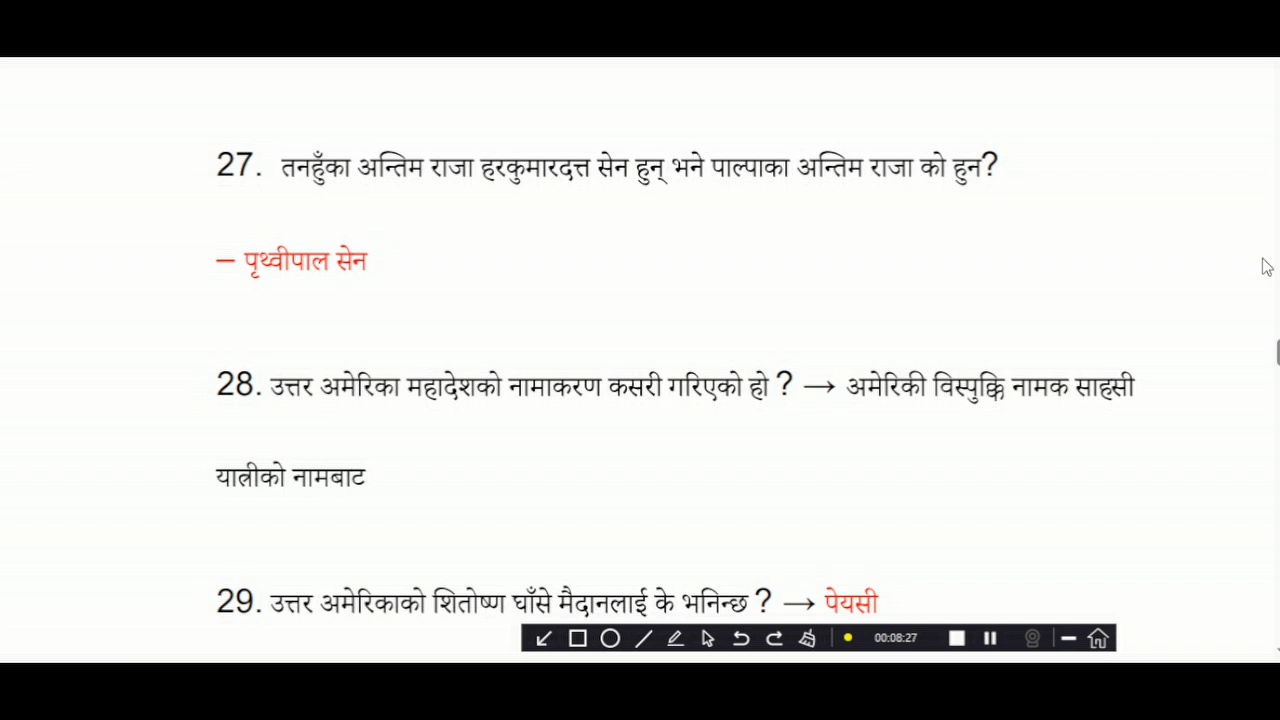 27. तनहुँका अन्तिम राजा हरकुमारदत्त सेन हुन् भने पाल्पाका अन्तिम राजा को हुन?
– पृथ्वीपाल सेन
28. उत्तर अमेरिका महादेशको नामाकरण कसरी गरिएको हो ? → अमेरिकी विस्पुक्कि नामक साहसी
यात्रीको नामबाट
29. उत्तर अमेरिकाको शितोष्ण घाँसे मैदानलाई के भनिन्छ ? → पेयसी
00:08:27